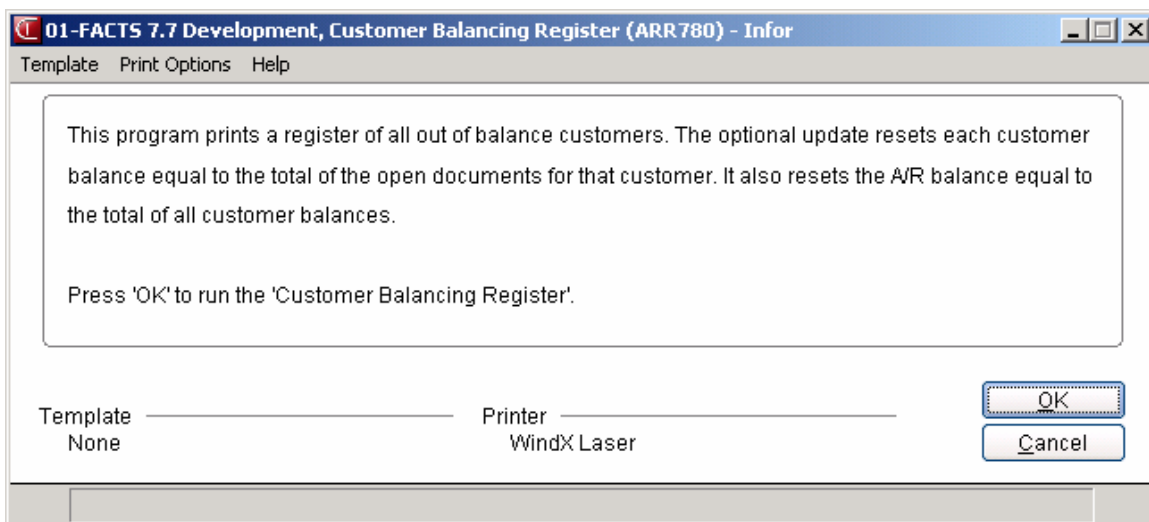 01-FACTS 7.7 Development, Customer Balancing Register (ARR780) - Infor
Template Print Options Help
This program prints a register of all out of balance customers. The optional update resets each customer
balance equal to the total of the open documents for that customer. It also resets the A/R balance equal to
the total of all customer balances.
Press 'OK' to run the 'Customer Balancing Register'.
OK
Template Printer
None WindX Laser
Cancel